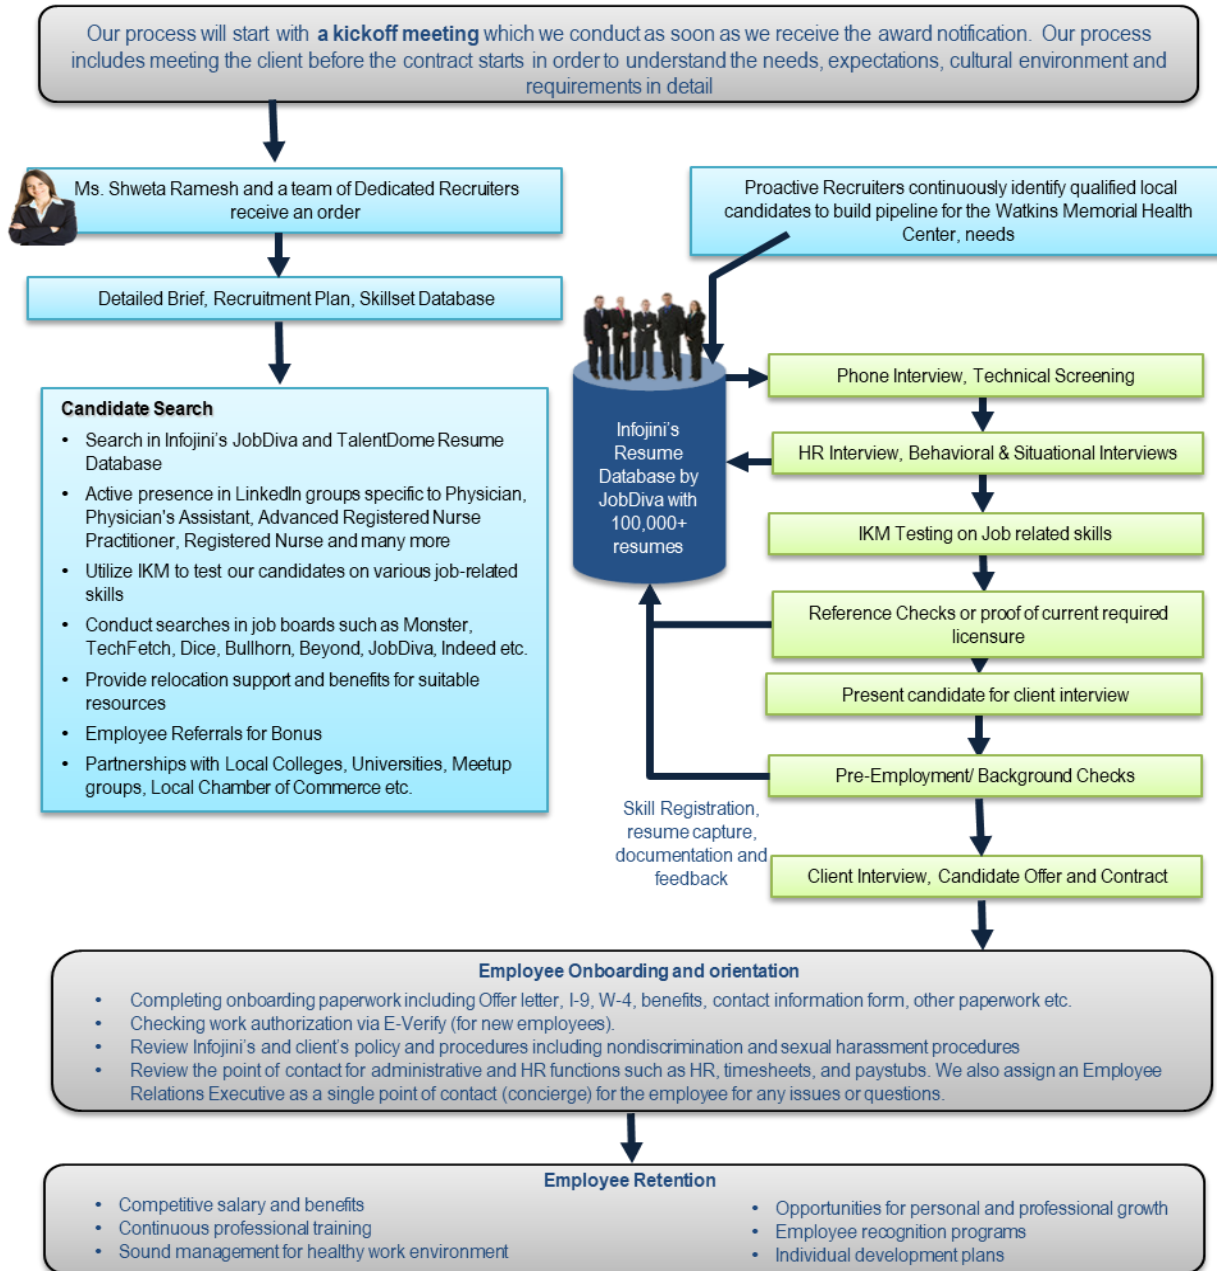 Our process will start with a kickoff meeting which we conduct as soon as we receive the award notification. Our process
includes meeting the client before the contract starts in order to understand the needs, expectations, cultural environment and
requirements in detail
Ms. Shweta Ramesh and a team of Dedicated Recruiters
receive an order
Proactive Recruiters continuously identify qualified local
candidates to build pipeline for the Watkins Memorial Health
Center, needs
Detailed Brief, Recruitment Plan, Skillset Database
Candidate Search
• Search in Infojini's JobDiva and TalentDome Resume
Database
• Active presence in LinkedIn groups specific to Physician,
Physician's Assistant, Advanced Registered Nurse
Practitioner, Registered Nurse and many more
• Utilize IKM to test our candidates on various job-related
skills
• Conduct searches in job boards such as Monster,
TechFetch, Dice, Bullhorn, Beyond, JobDiva, Indeed etc.
• Provide relocation support and benefits for suitable
resources
• Employee Referrals for Bonus
• Partnerships with Local Colleges, Universities, Meetup
groups, Local Chamber of Commerce etc.
Infojini's
Resume
Database by
JobDiva with
100,000+
resumes
Phone Interview, Technical Screening
HR Interview, Behavioral & Situational Interviews
IKM Testing on Job related skills
Reference Checks or proof of current required
licensure
Present candidate for client interview
Pre-Employment/ Background Checks
Skill Registration,
resume capture,
documentation and
feedback
Client Interview, Candidate Offer and Contract
Employee Onboarding and orientation
• Completing onboarding paperwork including Offer letter, I-9, W-4, benefits, contact information form, other paperwork etc.
• Checking work authorization via E-Verify (for new employees).
• Review Infojini's and client's policy and procedures including nondiscrimination and sexual harassment procedures
• Review the point of contact for administrative and HR functions such as HR, timesheets, and paystubs. We also assign an Employee
Relations Executive as a single point of contact (concierge) for the employee for any issues or questions.
Employee Retention
• Competitive salary and benefits
• Continuous professional training
• Sound management for healthy work environment
• Opportunities for personal and professional growth
• Employee recognition programs
• Individual development plans